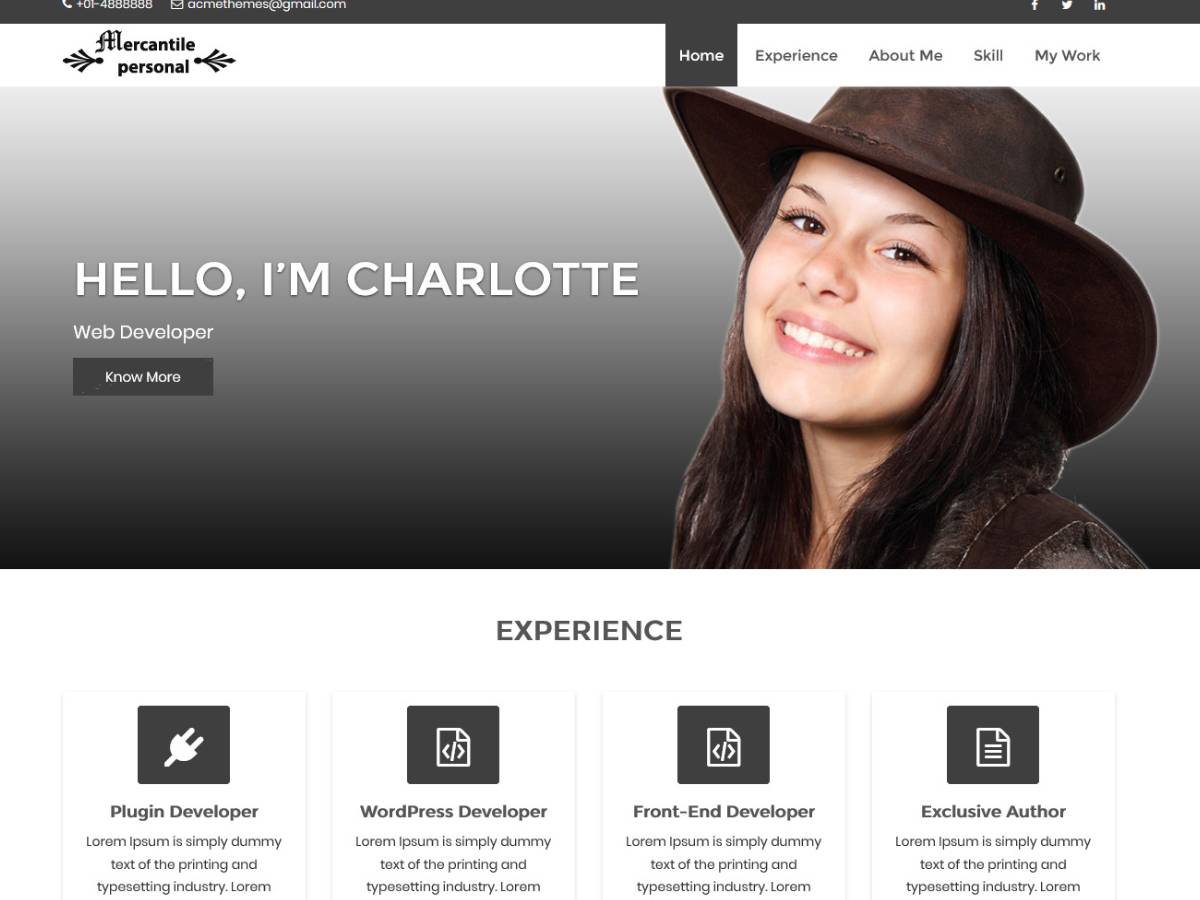 +01-4888888 acmethemes@gmail.com
Mercantile
personal
Home Experience About Me Skill My Work
HELLO, I’M CHARLOTTE
Web Developer
Know More
EXPERIENCE
Plugin Developer
Lorem Ipsum is simply dummy
text of the printing and
typesetting industry. Lorem
WordPress Developer
Lorem Ipsum is simply dummy
text of the printing and
typesetting industry. Lorem
Front-End Developer
Lorem Ipsum is simply dummy
text of the printing and
typesetting industry. Lorem
Exclusive Author
Lorem Ipsum is simply dummy
text of the printing and
typesetting industry. Lorem